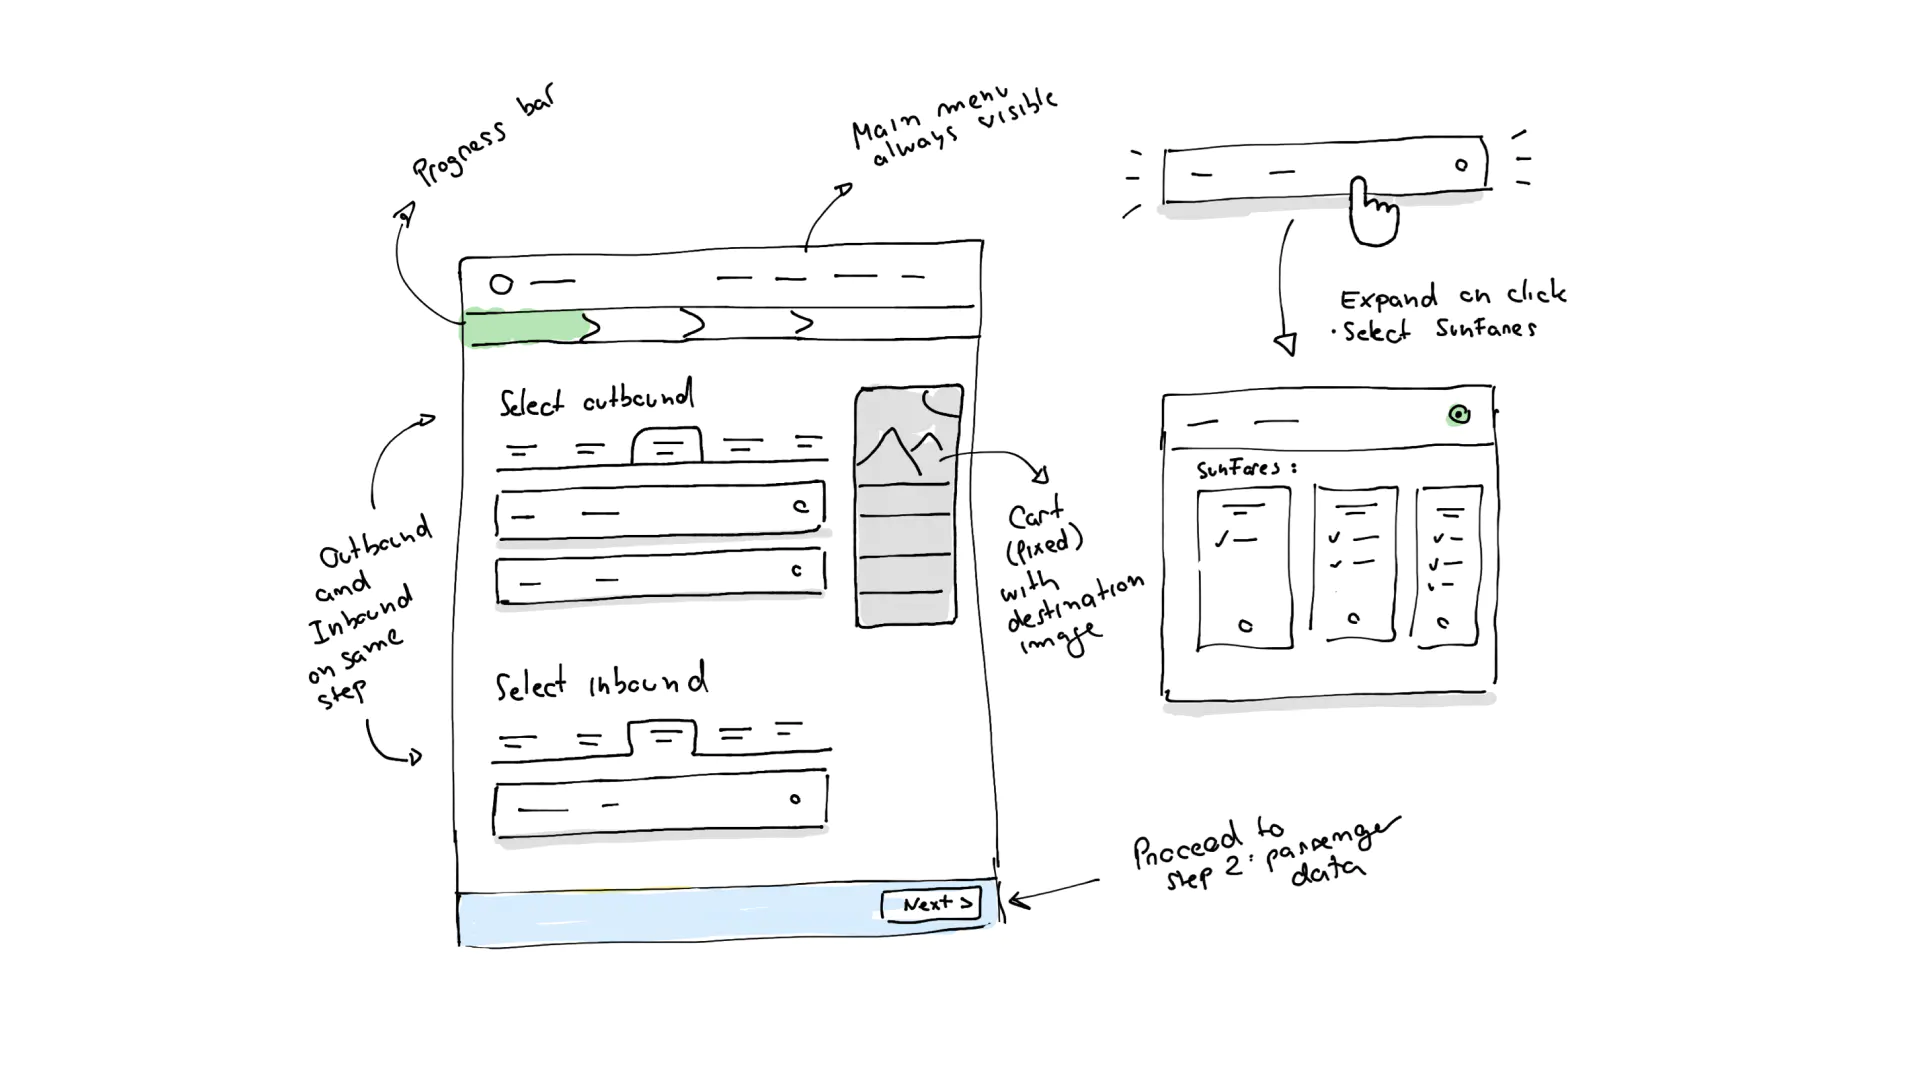 Progress bar
Main menu
always visible
Expand on click
• Select SunFares
Select outbound
SunFares :
Outbound
and
Inbound
on same
step
Cart
(fixed)
with
destination
image
Select inbound
Proceed to
step 2: passenger
data
Next >